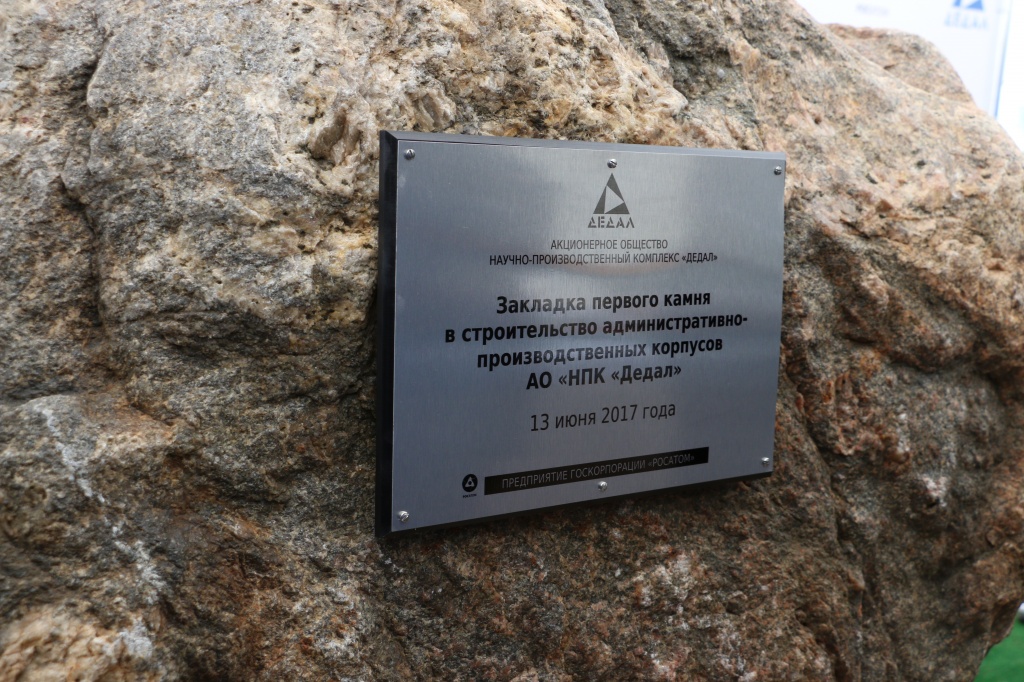 ДЕДАЛ
ДЕДАЛ
АКЦИОНЕРНОЕ ОБЩЕСТВО
НАУЧНО-ПРОИЗВОДСТВЕННЫЙ КОМПЛЕКС «ДЕДАЛ»
Закладка первого камня
в строительство административно-
производственных корпусов
АО «НПК «Дедал»
13 июня 2017 года
ПРЕДПРИЯТИЕ ГОСКОРПОРАЦИИ «РОСАТОМ»